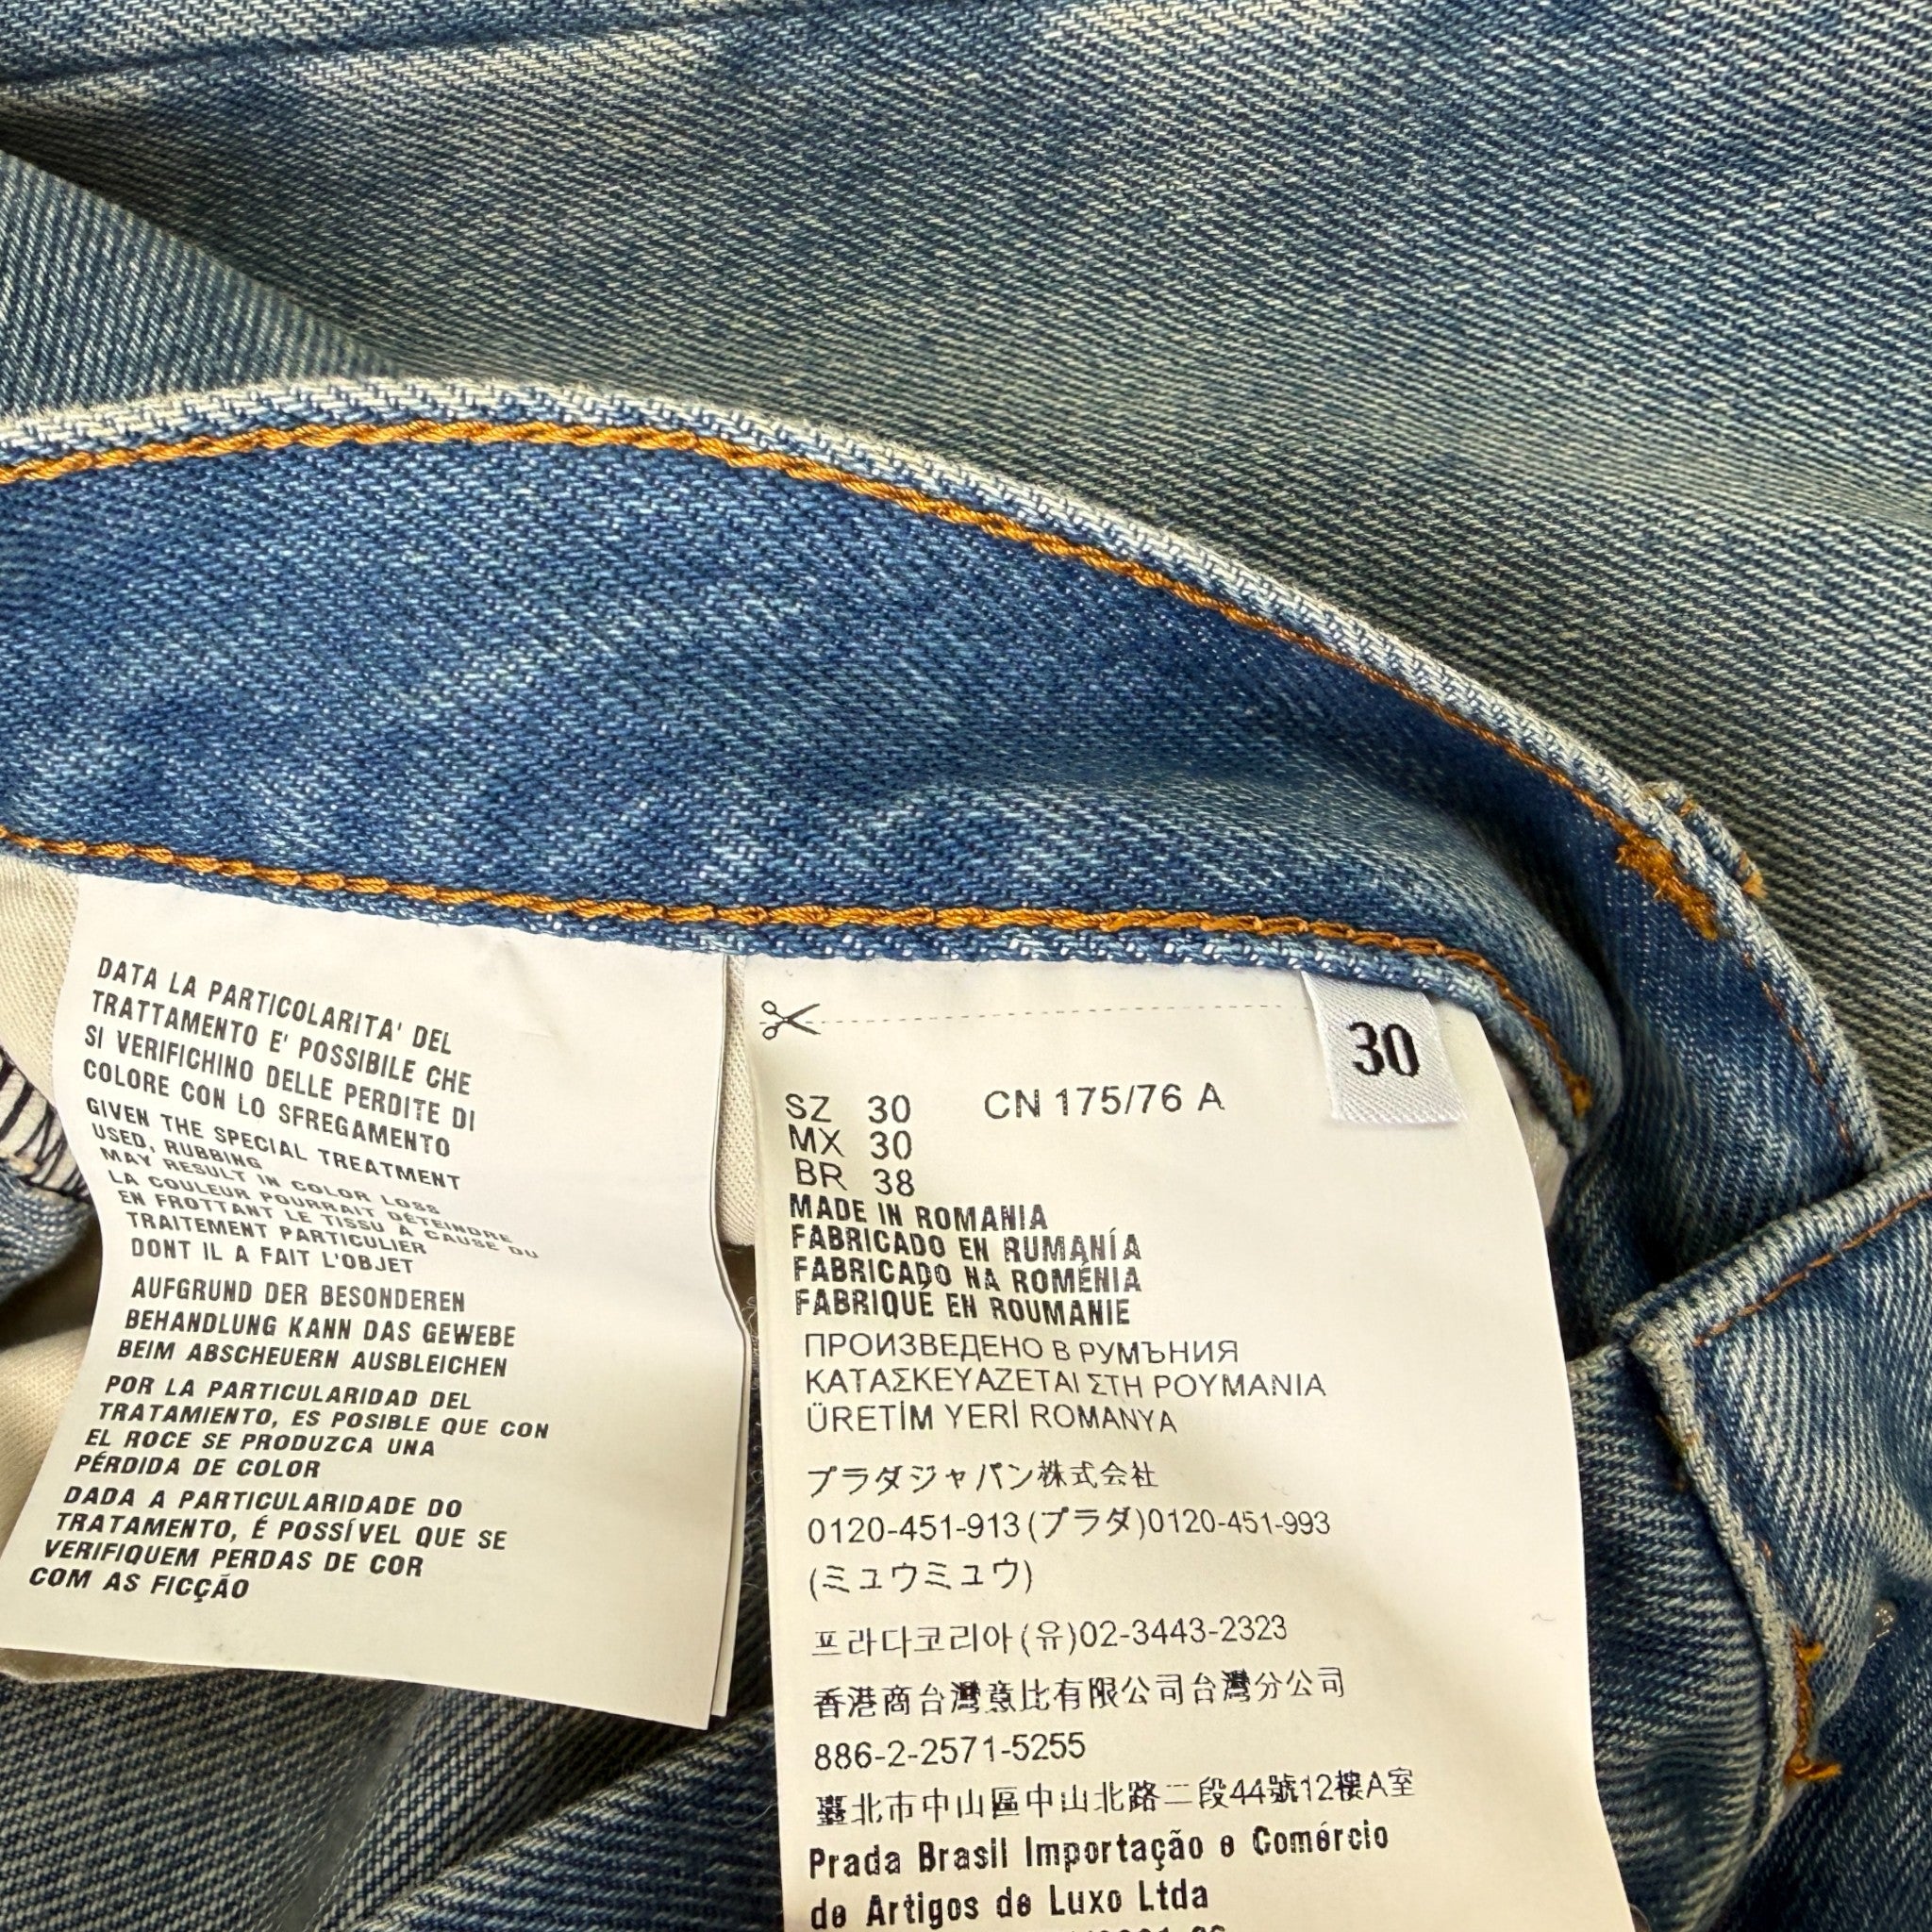 DATA LA PARTICOLARITA' DEL
TRATTAMENTO E' POSSIBILE CHE
SI VERIFICHINO DELLE PERDITE DI
COLORE CON LO SFREGAMENTO
GIVEN THE SPECIAL TREATMENT
USED, RUBBING
MAY RESULT IN COLOR LOSS
LA COULEUR POURRAIT DÉTEINDRE
EN FROTTANT LE TISSU À CAUSE DU
TRAITEMENT PARTICULIER
DONT IL A FAIT L'OBJET
AUFGRUND DER BESONDEREN
BEHANDLUNG KANN DAS GEWEBE
BEIM ABSCHEUERN AUSBLEICHEN
POR LA PARTICULARIDAD DEL
TRATAMIENTO, ES POSIBLE QUE CON
EL ROCE SE PRODUZCA UNA
PÉRDIDA DE COLOR
DADA A PARTICULARIDADE DO
TRATAMENTO, É POSSÍVEL QUE SE
VERIFIQUEM PERDAS DE COR
COM AS FICÇÃO
30
SZ 30 CN 175/76 A
MX 30
BR 38
MADE IN ROMANIA
FABRICADO EN RUMANÍA
FABRICADO NA ROMÉNIA
FABRIQUÉ EN ROUMANIE
ПРОИЗВЕДЕНО В РУМЪНИЯ
ΚΑΤΑΣΚΕΥΑΖΕΤΑΙ ΣΤΗ ΡΟΥΜΑΝΙΑ
ÜRETİM YERİ ROMANYA
プラダジャパン株式会社
0120-451-913(プラダ)0120-451-993
(ミュウミュウ)
프라다코리아(유)02-3443-2323
香港商台灣意比有限公司台灣分公司
886-2-2571-5255
臺北市中山區中山北路二段44號12樓A室
Prada Brasil Importação e Comércio
de Artigos de Luxo Ltda